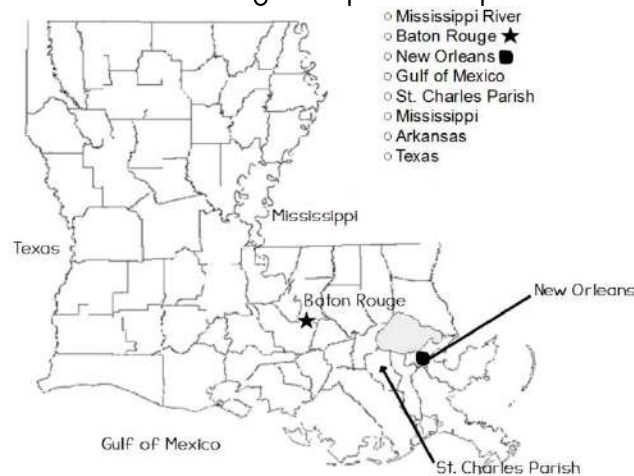 Mississippi River
Baton Rouge
New Orleans
Gulf of Mexico
St. Charles Parish
Mississippi
Arkansas
Texas
Mississippi
Texas
Baton Rouge
New Orleans
Gulf of Mexico
St. Charles Parish